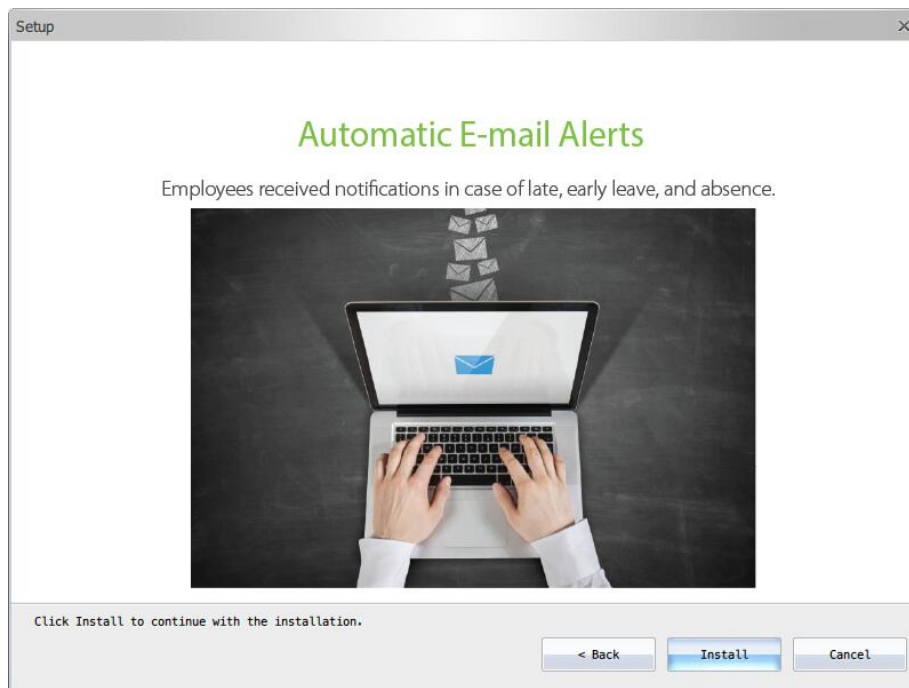 Setup
Automatic E-mail Alerts
Employees received notifications in case of late, early leave, and absence.
Click Install to continue with the installation.
< Back
Install
Cancel